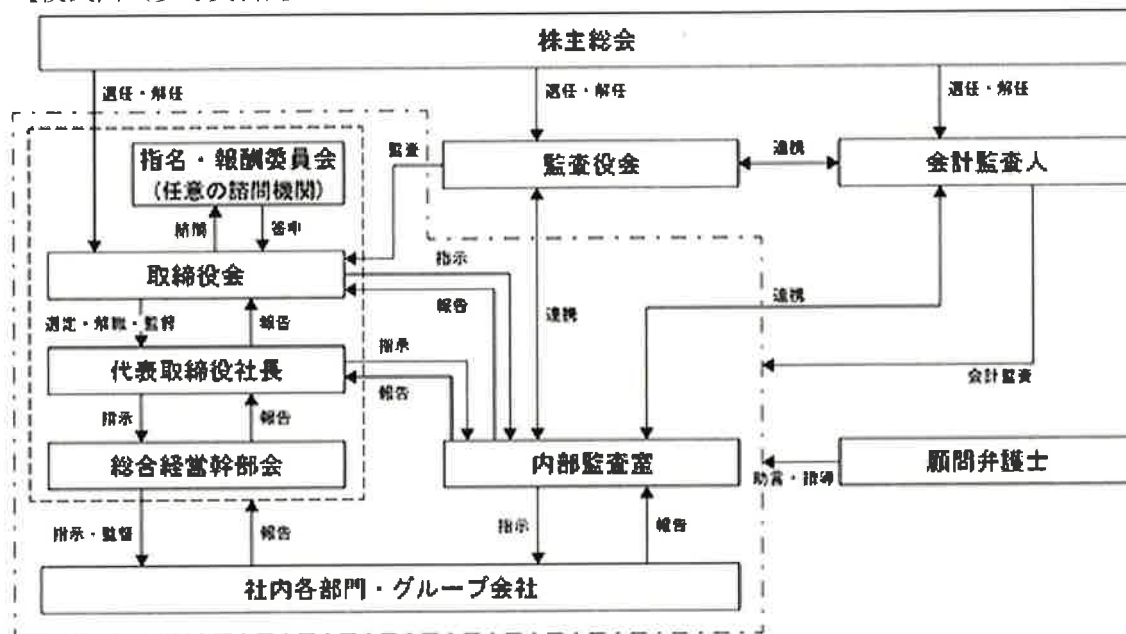 株主総会
選任・解任
選任・解任
選任・解任
指名・報酬委員会
(任意の諮問機関)
監査
監査役会
連携
会計監査人
諮問
答申
取締役会
指示
報告
連携
連携
選定・解職・監督
報告
代表取締役社長
指示
報告
会計監査
指示
報告
総合経営幹部会
内部監査室
顧問弁護士
助言・指導
指示・監督
報告
指示
報告
社内各部門・グループ会社